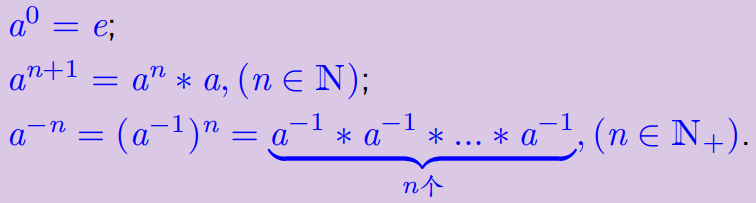 a⁰ = e;
aⁿ⁺¹ = aⁿ * a, (n ∈ ℕ);
a⁻ⁿ = (a⁻¹)ⁿ = a⁻¹ * a⁻¹ * ... * a⁻¹, (n ∈ ℕ₊).
n个